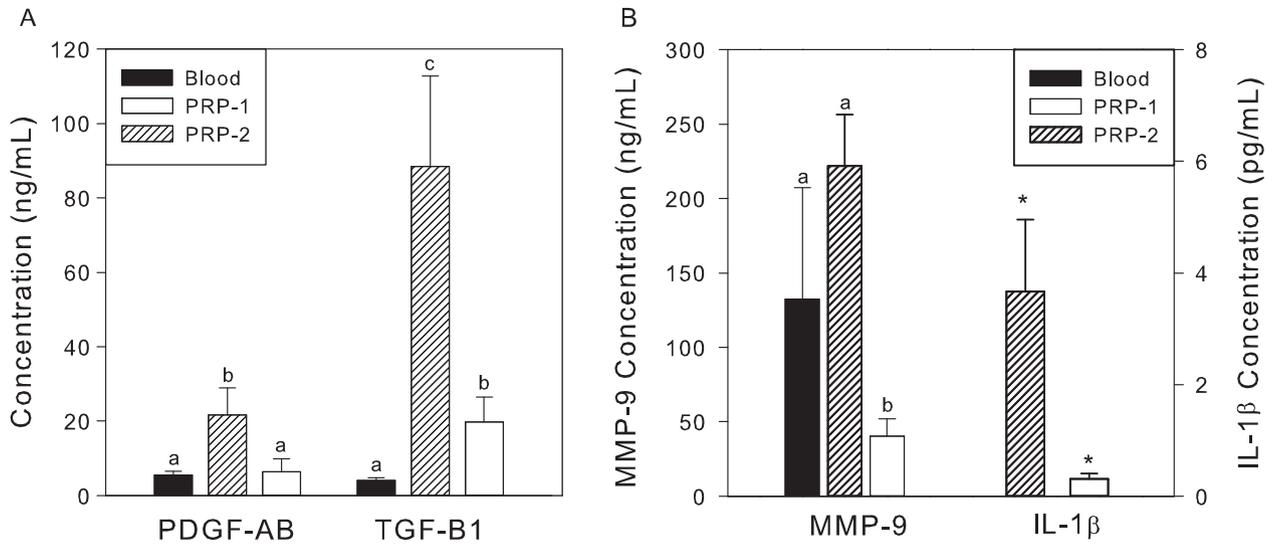 A
Concentration (ng/mL)
120
100
80
60
40
20
0
Blood
PRP-1
PRP-2
a
b
a
a
c
b
PDGF-AB
TGF-B1
B
MMP-9 Concentration (ng/mL)
300
250
200
150
100
50
0
Blood
PRP-1
PRP-2
a
a
b
*
*
MMP-9
IL-1β
8
6
4
2
0
IL-1β Concentration (pg/mL)